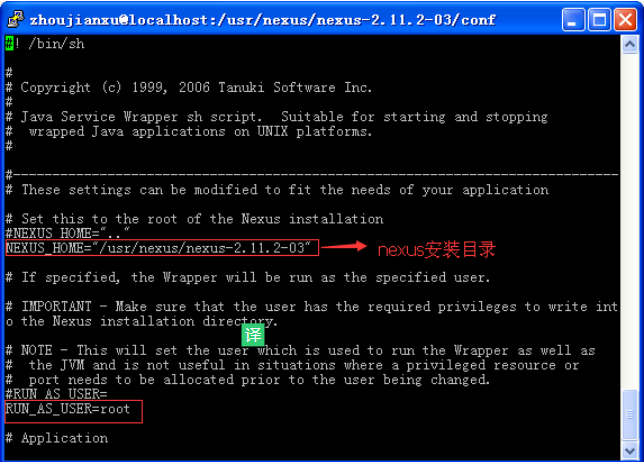 zhoujianxu@localhost:/usr/nexus/nexus-2.11.2-03/conf
#! /bin/sh
#
# Copyright (c) 1999, 2006 Tanuki Software Inc.
#
# Java Service Wrapper sh script.  Suitable for starting and stopping
#  wrapped Java applications on UNIX platforms.
#
#-----------------------------------------------------------------------------
# These settings can be modified to fit the needs of your application
# Set this to the root of the Nexus installation
#NEXUS_HOME=".."
NEXUS_HOME="/usr/nexus/nexus-2.11.2-03"
nexus安装目录
# If specified, the Wrapper will be run as the specified user.
# IMPORTANT - Make sure that the user has the required privileges to write int
o the Nexus installation directory.
译
# NOTE - This will set the user which is used to run the Wrapper as well as
#  the JVM and is not useful in situations where a privileged resource or
#  port needs to be allocated prior to the user being changed.
#RUN_AS_USER=
RUN_AS_USER=root
# Application